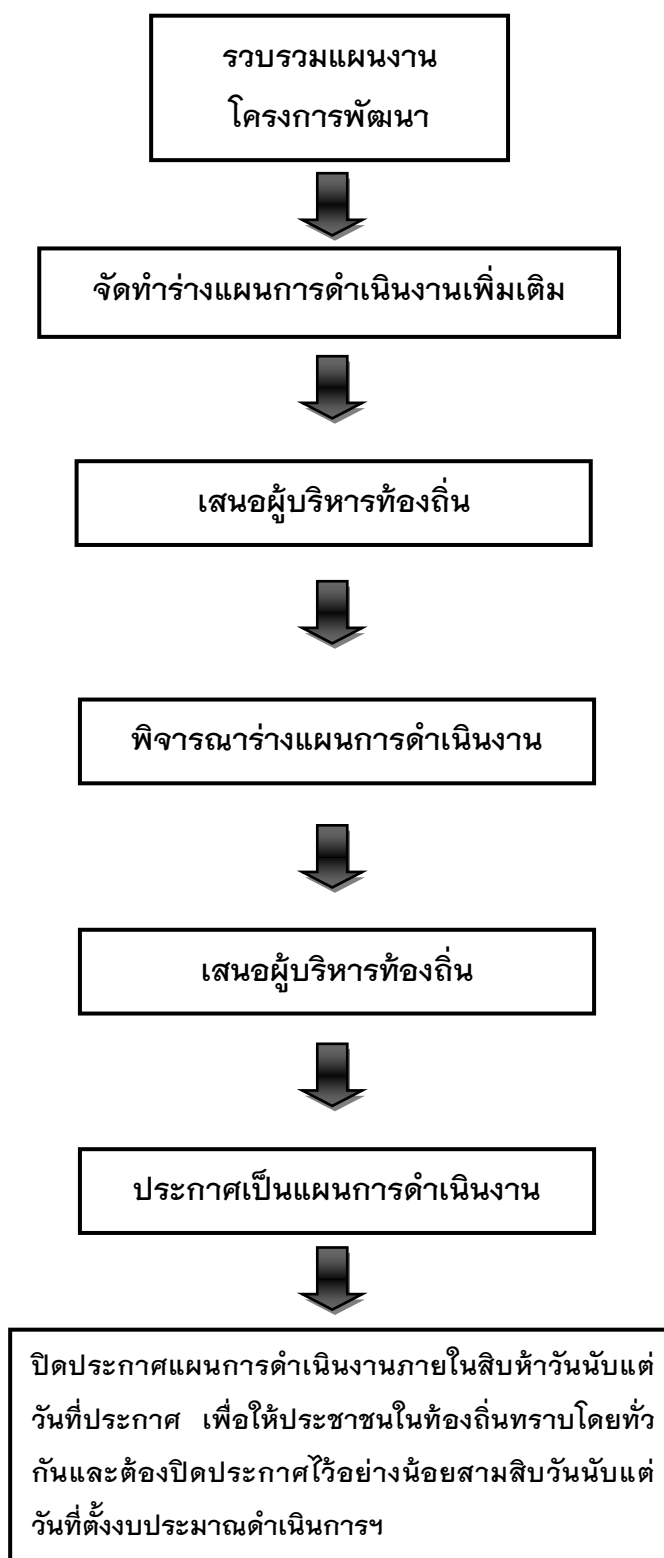 รวบรวมแผนงาน
โครงการพัฒนา
จัดทำร่างแผนการดำเนินงานเพิ่มเติม
เสนอผู้บริหารท้องถิ่น
พิจารณาร่างแผนการดำเนินงาน
เสนอผู้บริหารท้องถิ่น
ประกาศเป็นแผนการดำเนินงาน
ปิดประกาศแผนการดำเนินงานภายในสิบห้าวันนับแต่
วันที่ประกาศ เพื่อให้ประชาชนในท้องถิ่นทราบโดยทั่ว
กันและต้องปิดประกาศไว้อย่างน้อยสามสิบวันนับแต่
วันที่ตั้งงบประมาณดำเนินการฯ